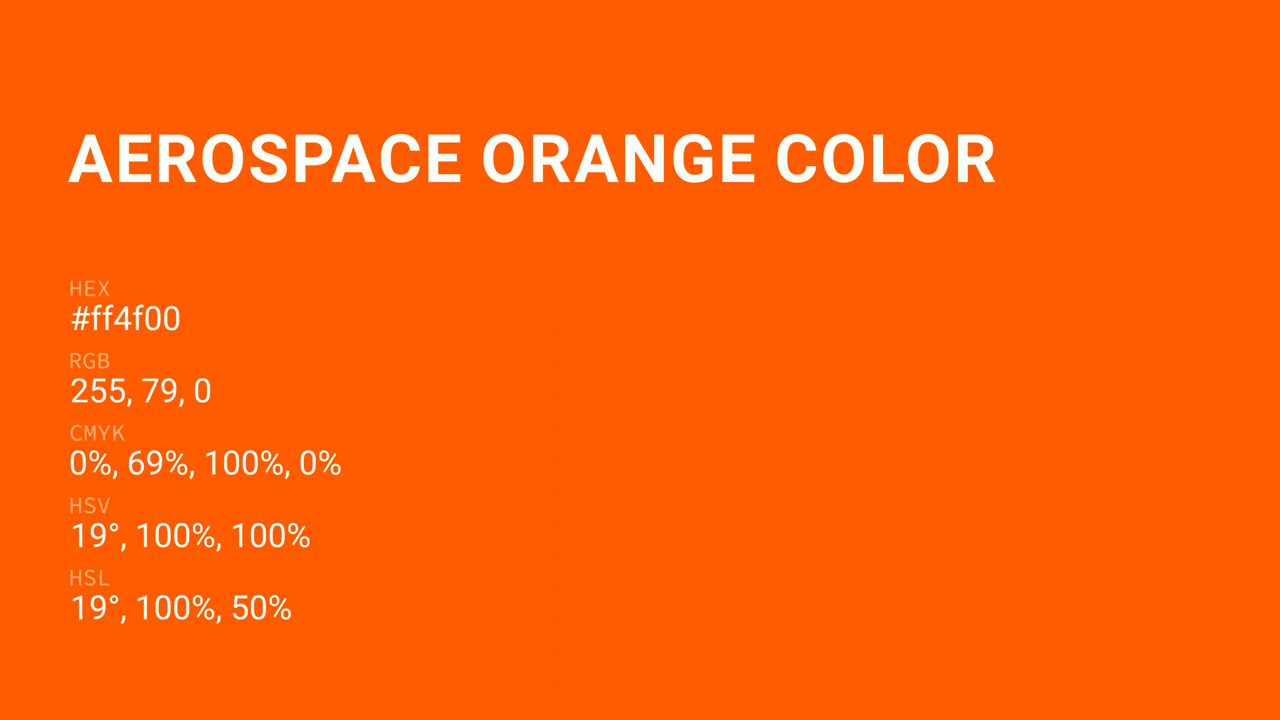 AEROSPACE ORANGE COLOR
HEX
#ff4f00
RGB
255, 79, 0
CMYK
0%, 69%, 100%, 0%
HSV
19°, 100%, 100%
HSL
19°, 100%, 50%